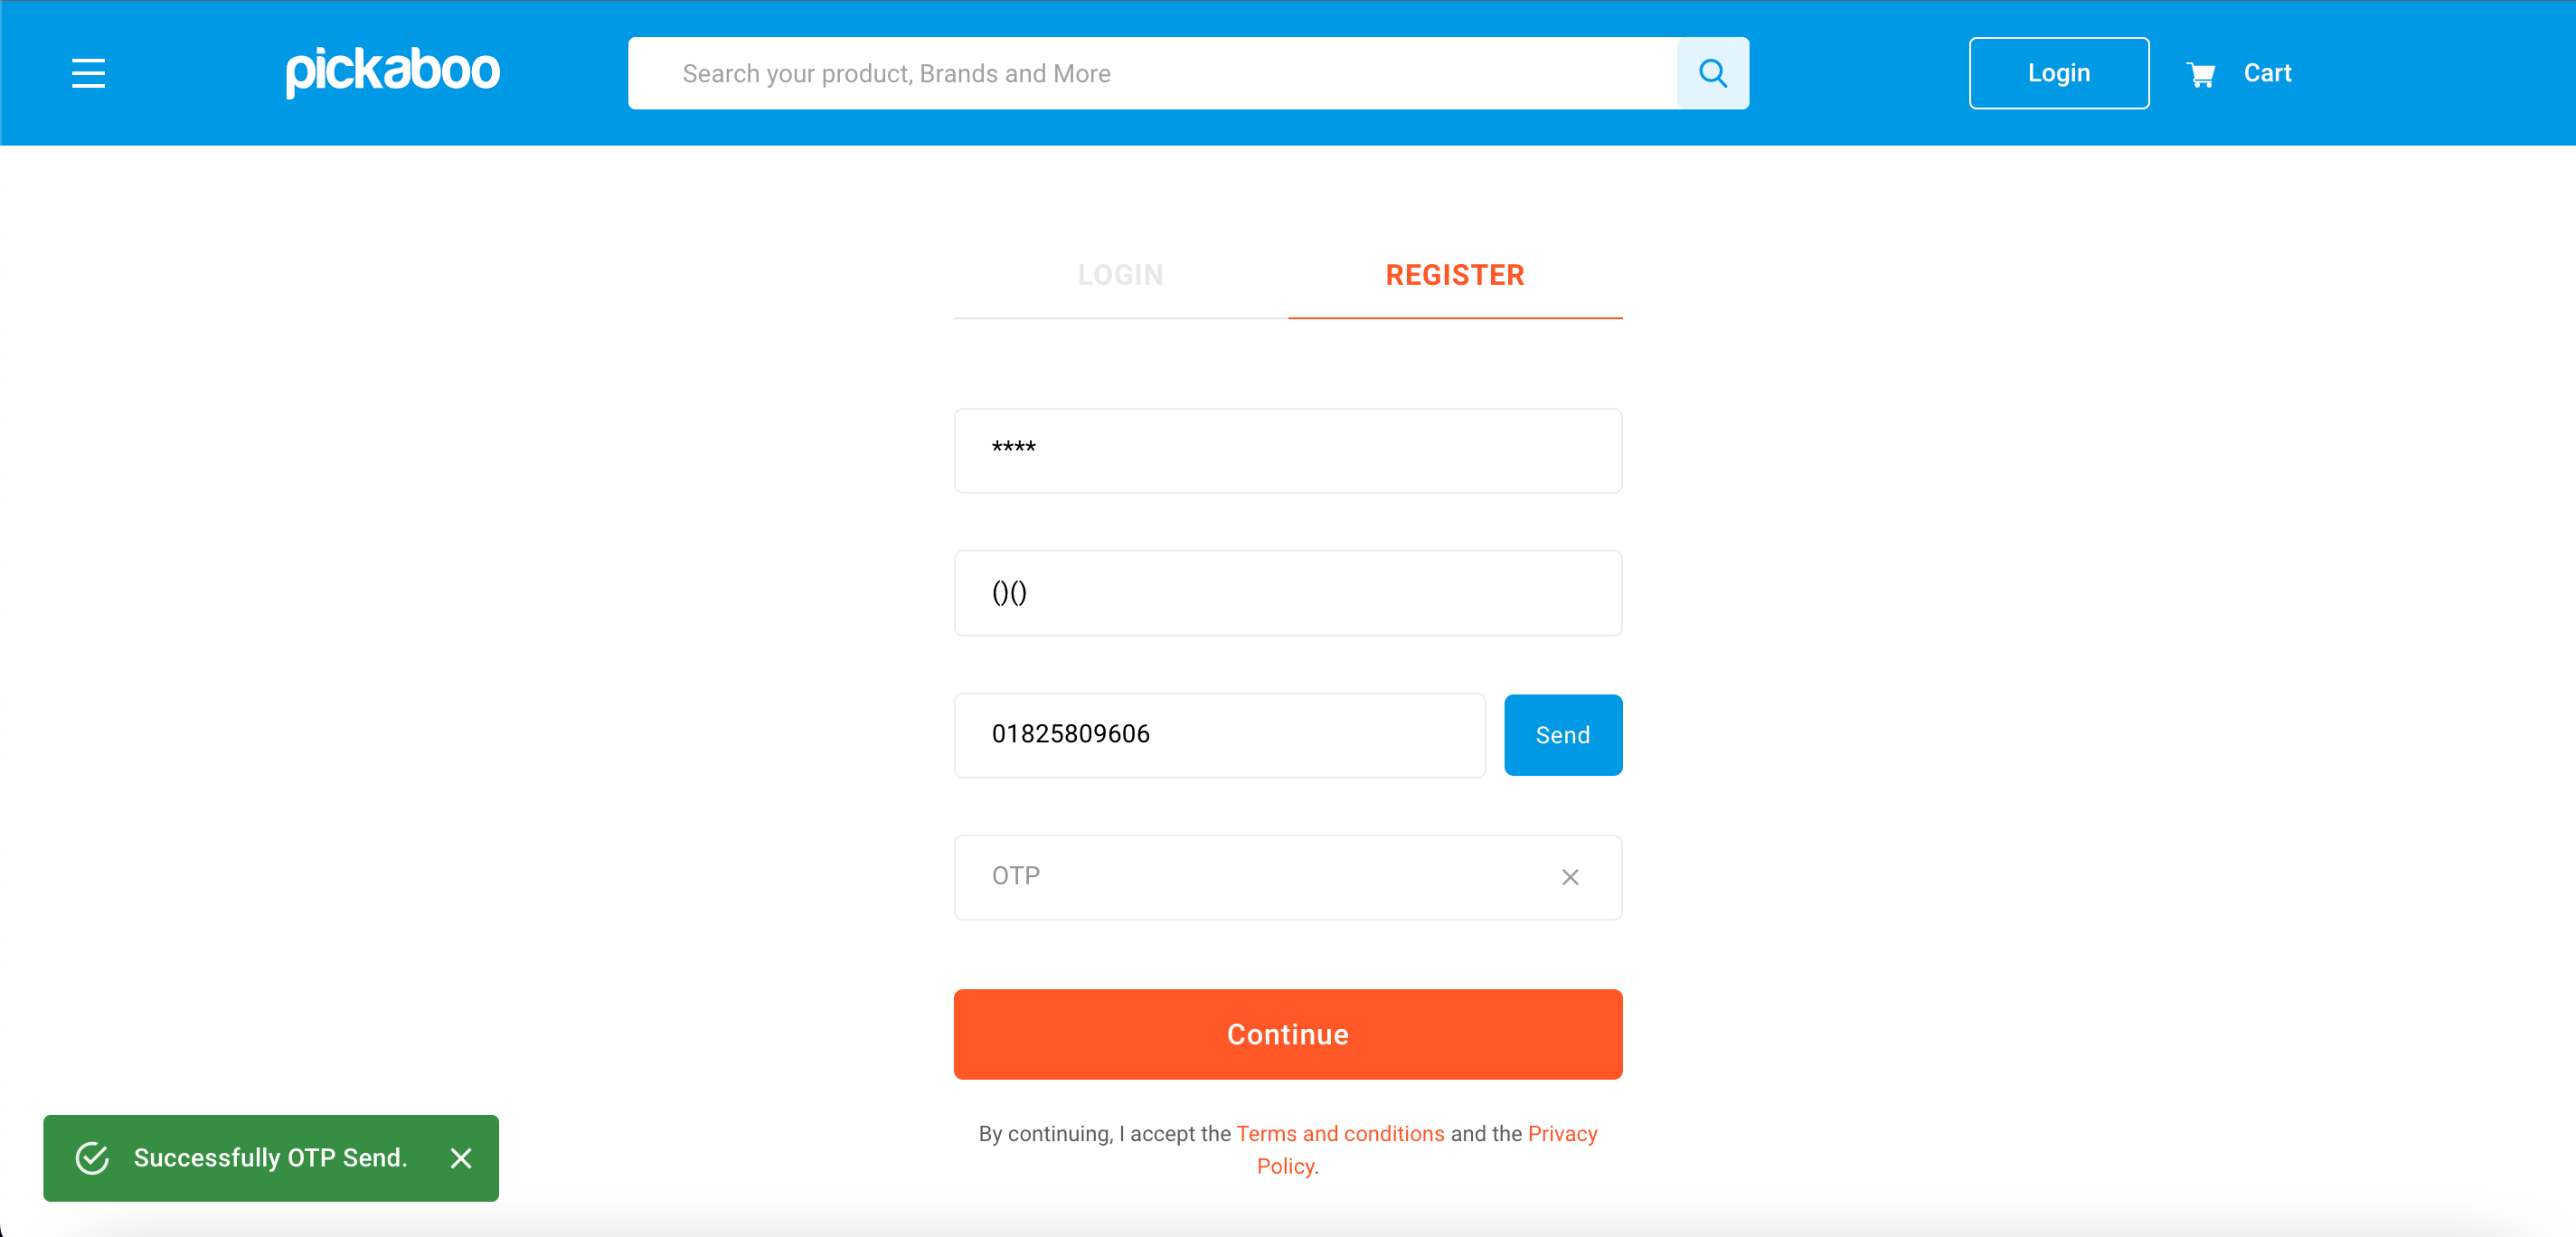 pickaboo
Search your product, Brands and More
Login
Cart
LOGIN
REGISTER
****
()()
01825809606
Send
OTP
Continue
By continuing, I accept the Terms and conditions and the Privacy
Policy.
Successfully OTP Send.